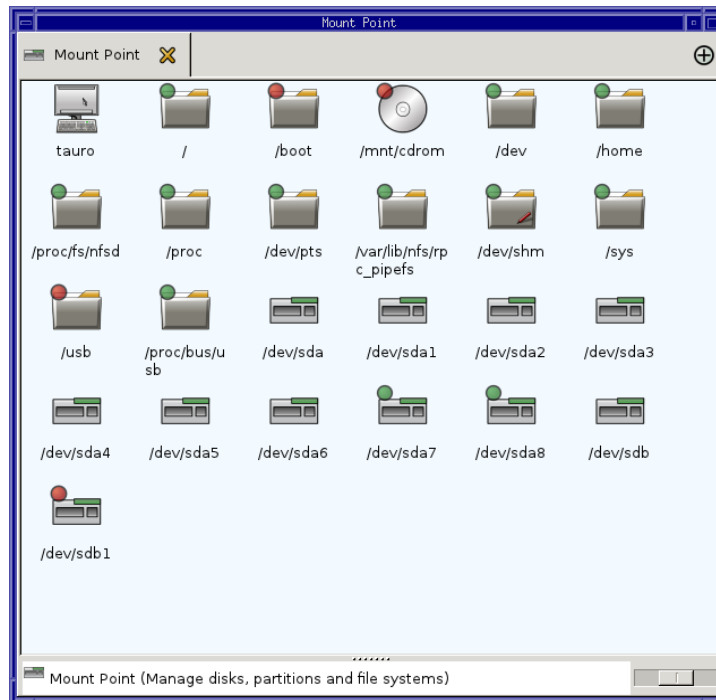 Mount Point
Mount Point
tauro
/
/boot
/mnt/cdrom
/dev
/home
/proc/fs/nfsd
/proc
/dev/pts
/var/lib/nfs/rp
c_pipefs
/dev/shm
/sys
/usb
/proc/bus/u
sb
/dev/sda
/dev/sda1
/dev/sda2
/dev/sda3
/dev/sda4
/dev/sda5
/dev/sda6
/dev/sda7
/dev/sda8
/dev/sdb
/dev/sdb1
Mount Point (Manage disks, partitions and file systems)